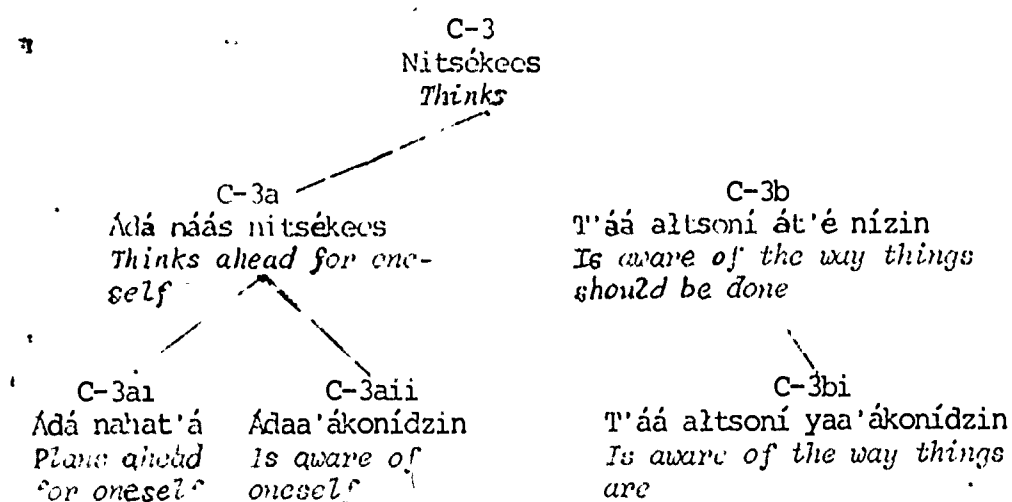 C-3
Nitsékees
Thinks
C-3a
Ádá náás nitsékees
Thinks ahead for one-
self
C-3b
T'áá ałtsoní át'é nízin
Is aware of the way things
should be done
C-3ai
Ádá nahat'á
Plans ahead
for oneself
C-3aii
Ádaa'ákonídzin
Is aware of
oneself
C-3bi
T'áá ałtsoní yaa'ákonídzin
Is aware of the way things
are